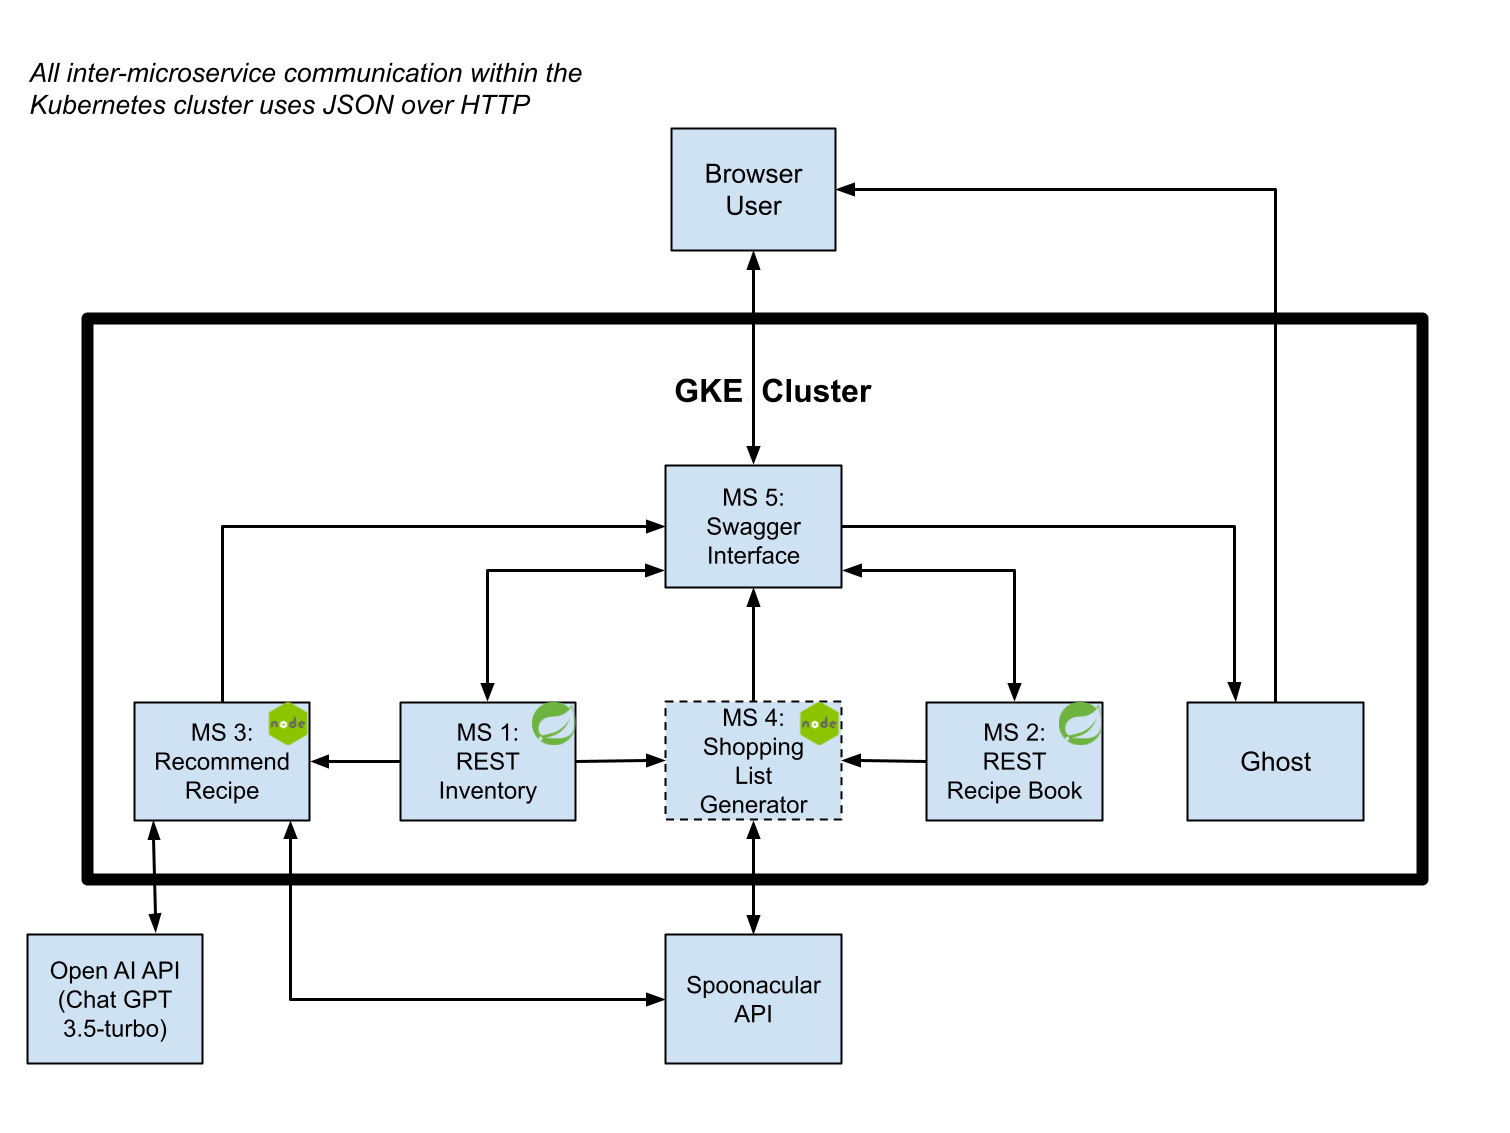 All inter-microservice communication within the
Kubernetes cluster uses JSON over HTTP
Browser
User
GKE Cluster
MS 5:
Swagger
Interface
MS 3:
Recommend
Recipe
node
MS 1:
REST
Inventory
MS 4:
Shopping
List
Generator
node
MS 2:
REST
Recipe Book
Ghost
Open AI API
(Chat GPT
3.5-turbo)
Spoonacular
API